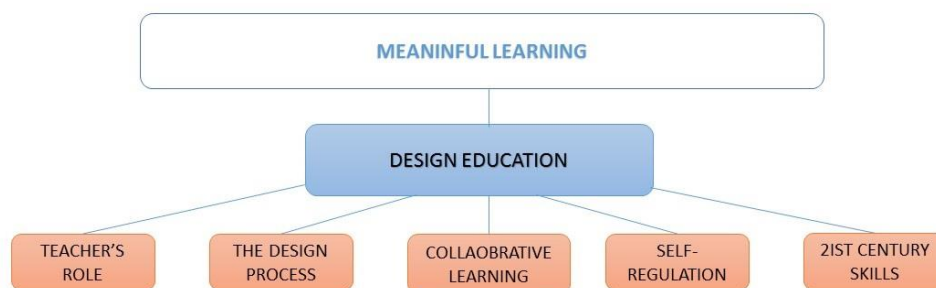 MEANINFUL LEARNING
DESIGN EDUCATION
TEACHER'S
ROLE
THE DESIGN
PROCESS
COLLAOBRATIVE
LEARNING
SELF-
REGULATION
2IST CENTURY
SKILLS